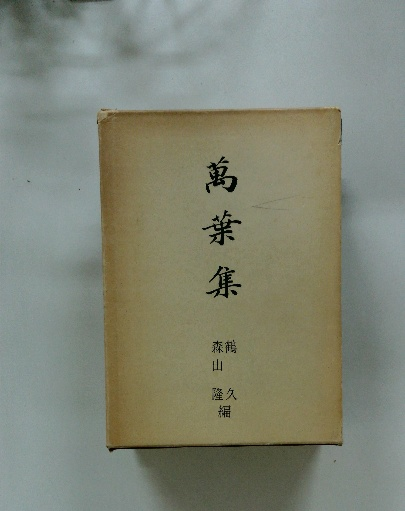 萬葉集
鶴 久
森山 隆 編